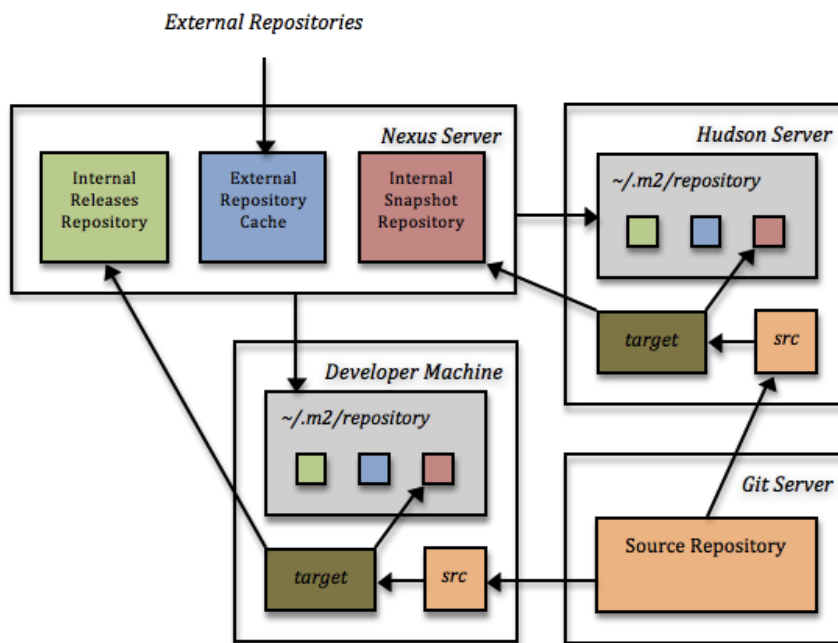 External Repositories
Nexus Server
Internal
Releases
Repository
External
Repository
Cache
Internal
Snapshot
Repository
Hudson Server
~/.m2/repository
target
src
Developer Machine
~/.m2/repository
target
src
Git Server
Source Repository